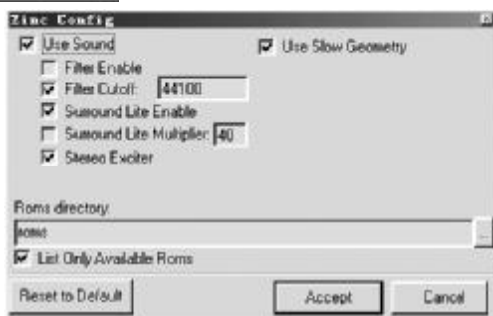 Zinc Config
Use Sound
Use Slow Geometry
Filter Enable
Filter Cutoff: 44100
Surround Lite Enable
Surround Lite Multiplier: 40
Stereo Exciter
Roms directory
roms
...
List Only Available Roms
Reset to Default
Accept
Cancel